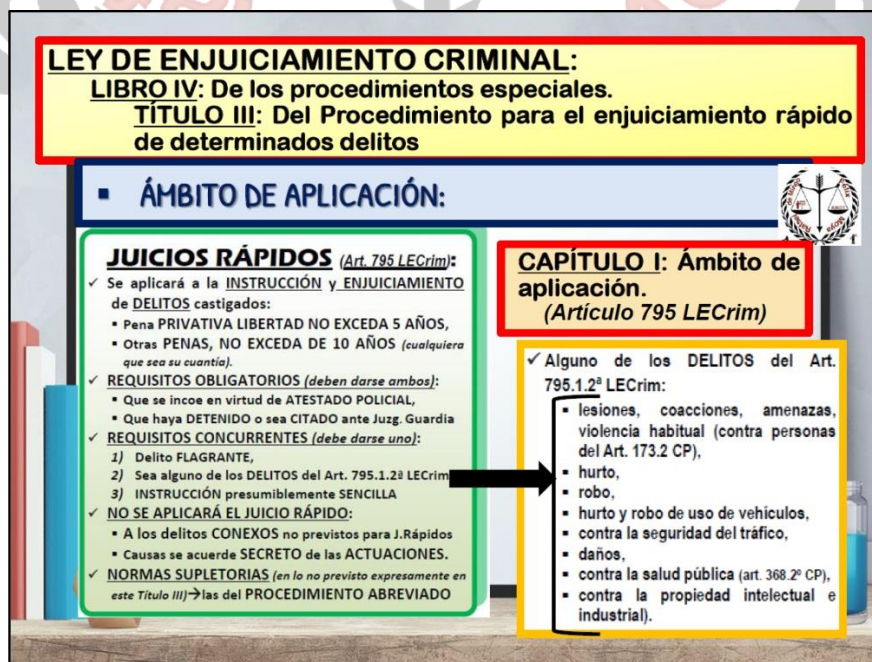 LEY DE ENJUICIAMIENTO CRIMINAL:
LIBRO IV: De los procedimientos especiales.
TÍTULO III: Del Procedimiento para el enjuiciamiento rápido
de determinados delitos
▪ ÁMBITO DE APLICACIÓN:
JUICIOS RÁPIDOS (Art. 795 LECrim):
✓ Se aplicará a la INSTRUCCIÓN y ENJUICIAMIENTO
de DELITOS castigados:
▪ Pena PRIVATIVA LIBERTAD NO EXCEDA 5 AÑOS,
▪ Otras PENAS, NO EXCEDA DE 10 AÑOS (cualquiera
que sea su cuantía).
✓ REQUISITOS OBLIGATORIOS (deben darse ambos):
▪ Que se incoe en virtud de ATESTADO POLICIAL,
▪ Que haya DETENIDO o sea CITADO ante Juzg. Guardia
✓ REQUISITOS CONCURRENTES (debe darse uno):
1) Delito FLAGRANTE,
2) Sea alguno de los DELITOS del Art. 795.1.2ª LECrim
3) INSTRUCCIÓN presumiblemente SENCILLA
✓ NO SE APLICARÁ EL JUICIO RÁPIDO:
▪ A los delitos CONEXOS no previstos para J.Rápidos
▪ Causas se acuerde SECRETO de las ACTUACIONES.
✓ NORMAS SUPLETORIAS (en lo no previsto expresamente en
este Título III)→las del PROCEDIMIENTO ABREVIADO
CAPÍTULO I: Ámbito de
aplicación.
(Artículo 795 LECrim)
✓ Alguno de los DELITOS del Art.
795.1.2ª LECrim:
▪ lesiones, coacciones, amenazas,
violencia habitual (contra personas
del Art. 173.2 CP),
▪ hurto,
▪ robo,
▪ hurto y robo de uso de vehículos,
▪ contra la seguridad del tráfico,
▪ daños,
▪ contra la salud pública (art. 368.2º CP),
▪ contra la propiedad intelectual e
industrial).